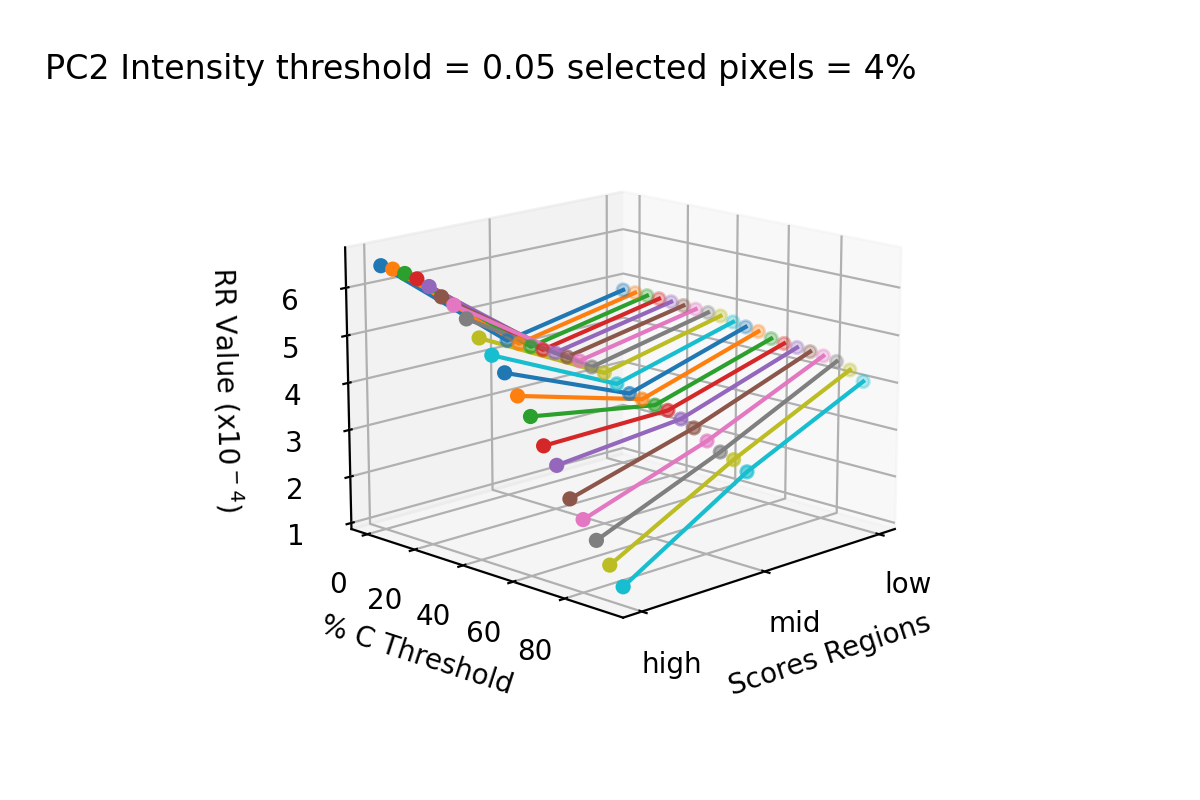 PC2 Intensity threshold = 0.05 selected pixels = 4%
RR Value (x10⁻⁴)
6
5
4
3
2
1
0
20
40
60
80
% C Threshold
high
mid
low
Scores Regions